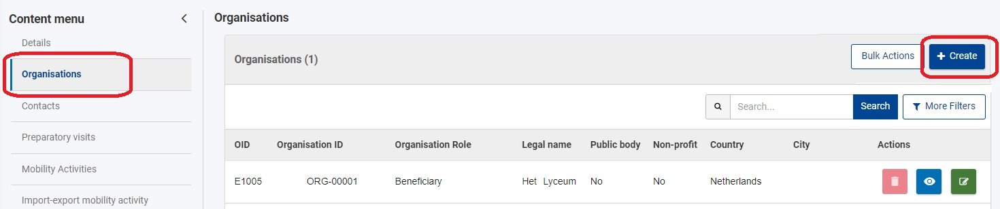 Content menu
Details
Organisations
Contacts
Preparatory visits
Mobility Activities
Import-export mobility activity
Organisations
Organisations (1)
Bulk Actions
Create
Search...
Search
More Filters
OID Organisation ID Organisation Role Legal name Public body Non-profit Country City Actions
E1005 ORG-00001 Beneficiary Het Lyceum No No Netherlands